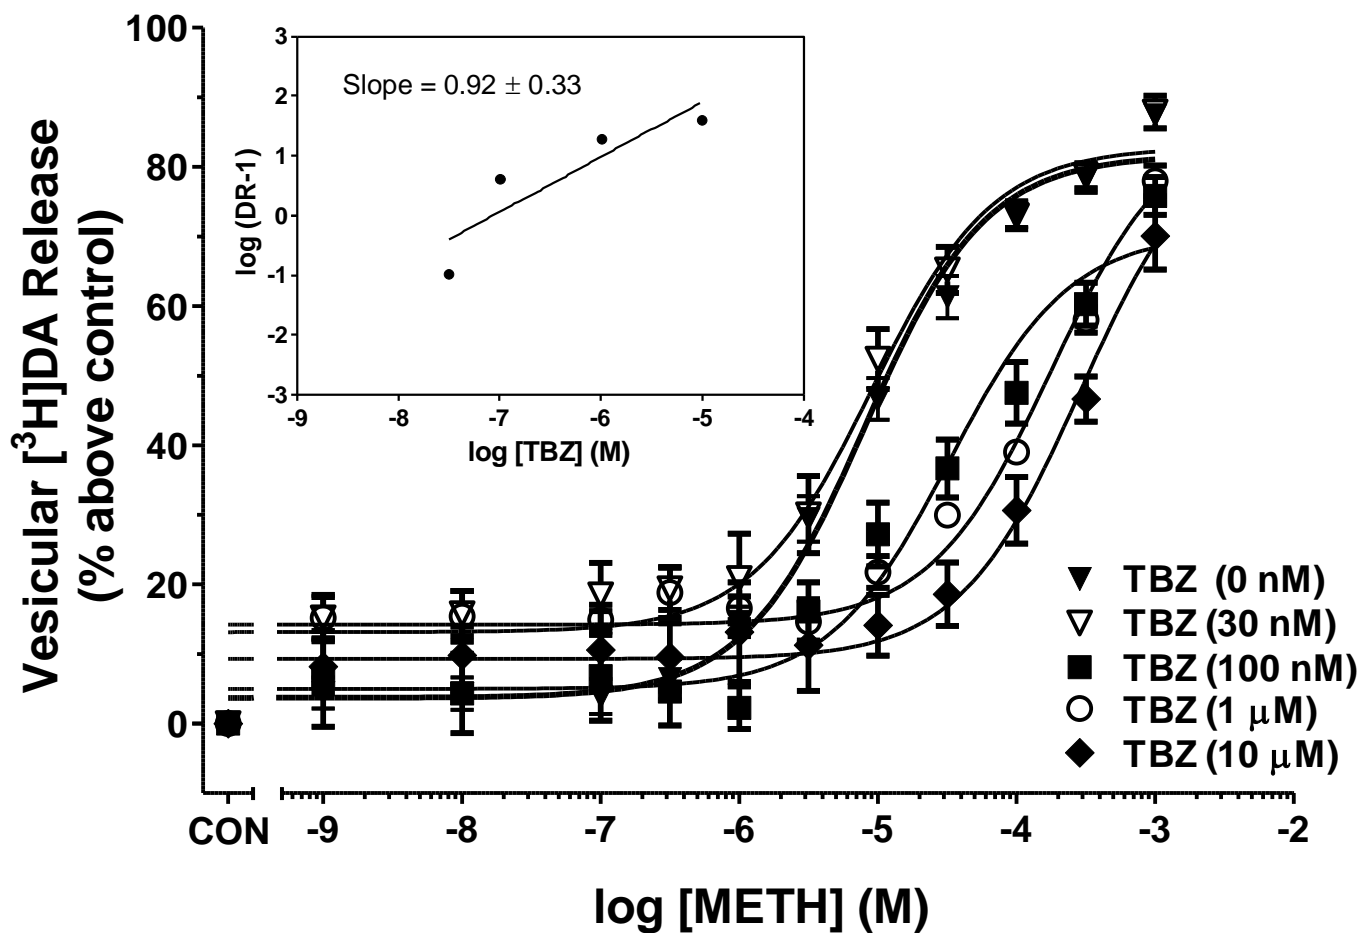 Vesicular [³H]DA Release
(% above control)
100
80
60
40
20
0
log (DR-1)
3
2
1
0
-1
-2
-3
Slope = 0.92 ± 0.33
-9 -8 -7 -6 -5 -4
log [TBZ] (M)
TBZ (0 nM)
TBZ (30 nM)
TBZ (100 nM)
TBZ (1 μM)
TBZ (10 μM)
CON -9 -8 -7 -6 -5 -4 -3 -2
log [METH] (M)